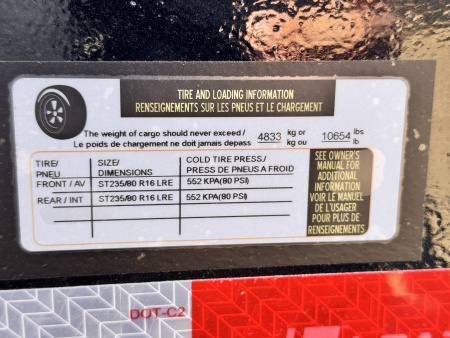 TIRE AND LOADING INFORMATION
RENSEIGNEMENTS SUR LES PNEUS ET LE CHARGEMENT
The weight of cargo should never exceed / 4833 kg or 10654 lbs
Le poids de chargement ne doit jamais dépasser / kg ou lb
TIRE/ SIZE/ COLD TIRE PRESS./
PNEU DIMENSIONS PRESS DE PNEUS A FROID
FRONT / AV ST235/80 R16 LRE 552 KPA(80 PSI)
REAR / INT ST235/80 R16 LRE 552 KPA(80 PSI)
SEE OWNER'S
MANUAL FOR
ADDITIONAL
INFORMATION
VOIR LE MANUEL
DE L'USAGER
POUR PLUS DE
RENSEIGNEMENTS
DOT-C2